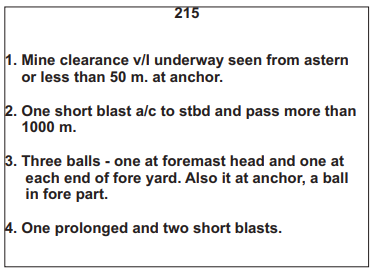 215
1. Mine clearance v/l underway seen from astern
or less than 50 m. at anchor.
2. One short blast a/c to stbd and pass more than
1000 m.
3. Three balls - one at foremast head and one at
each end of fore yard. Also it at anchor, a ball
in fore part.
4. One prolonged and two short blasts.